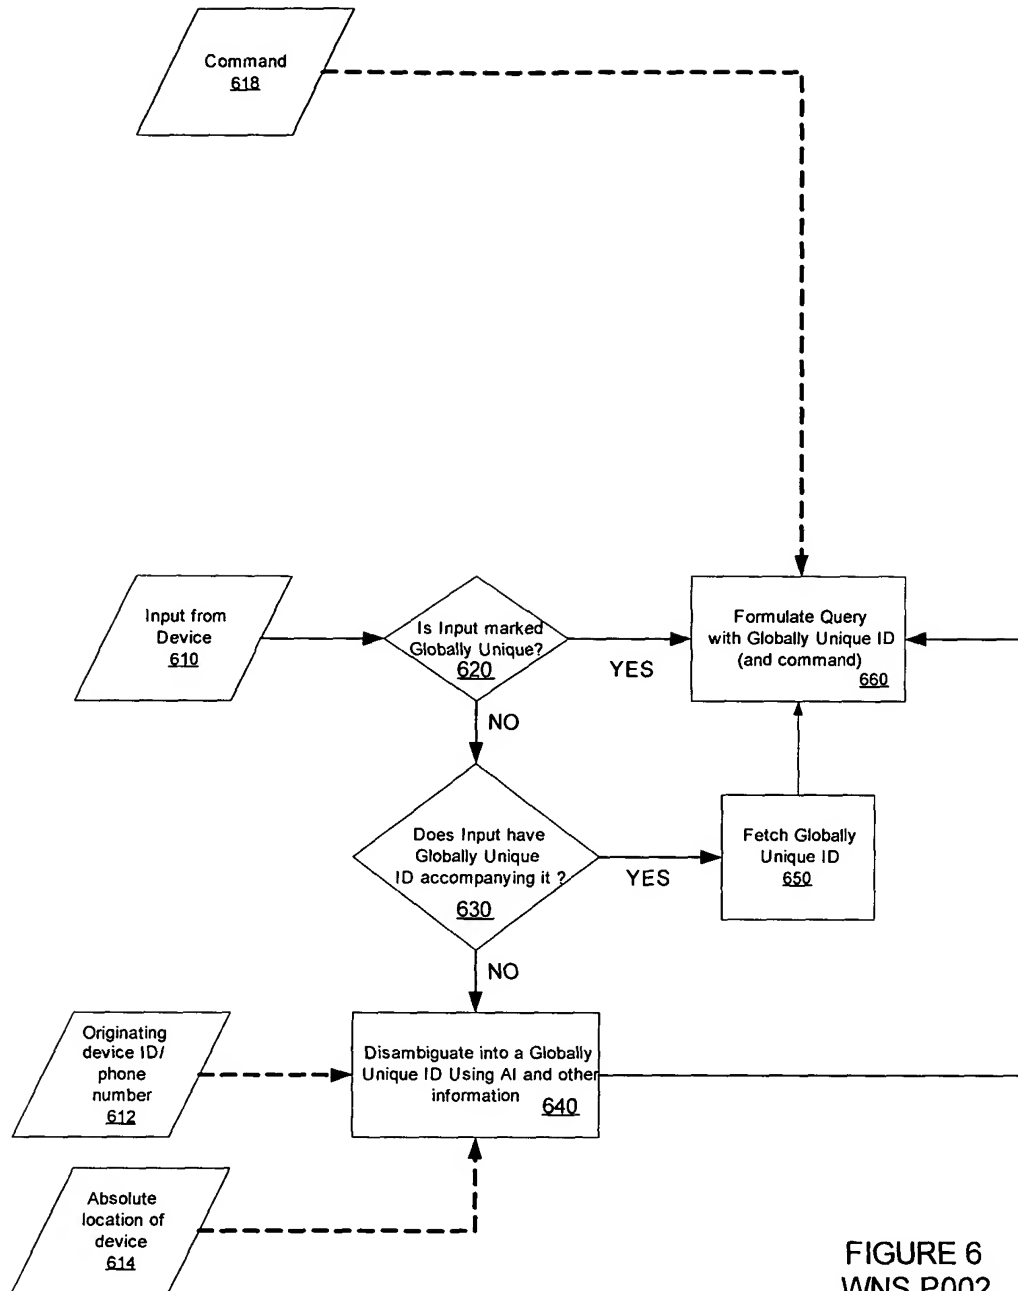 Command
618
Input from
Device
610
Is Input marked
Globally Unique?
620
YES
Formulate Query
with Globally Unique ID
(and command)
660
NO
Does Input have
Globally Unique
ID accompanying it ?
630
YES
Fetch Globally
Unique ID
650
NO
Originating
device ID/
phone
number
612
Disambiguate into a Globally
Unique ID Using AI and other
information
640
Absolute
location of
device
614
FIGURE 6
WNS P002